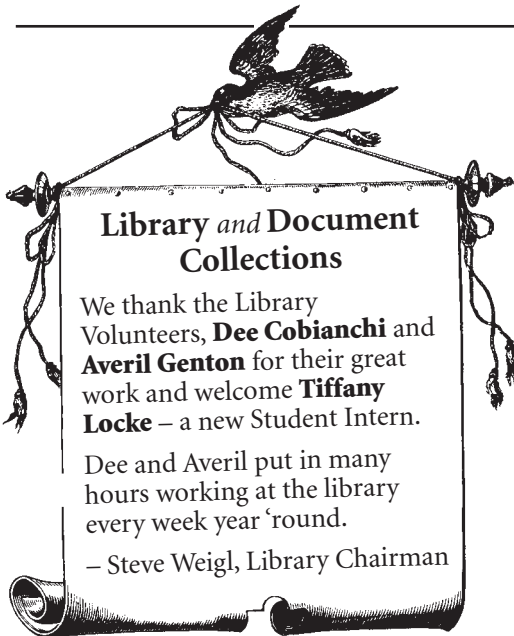 Library and Document
Collections
We thank the Library
Volunteers, Dee Cobianchi and
Averil Genton for their great
work and welcome Tiffany
Locke – a new Student Intern.
Dee and Averil put in many
hours working at the library
every week year ‘round.
– Steve Weigl, Library Chairman